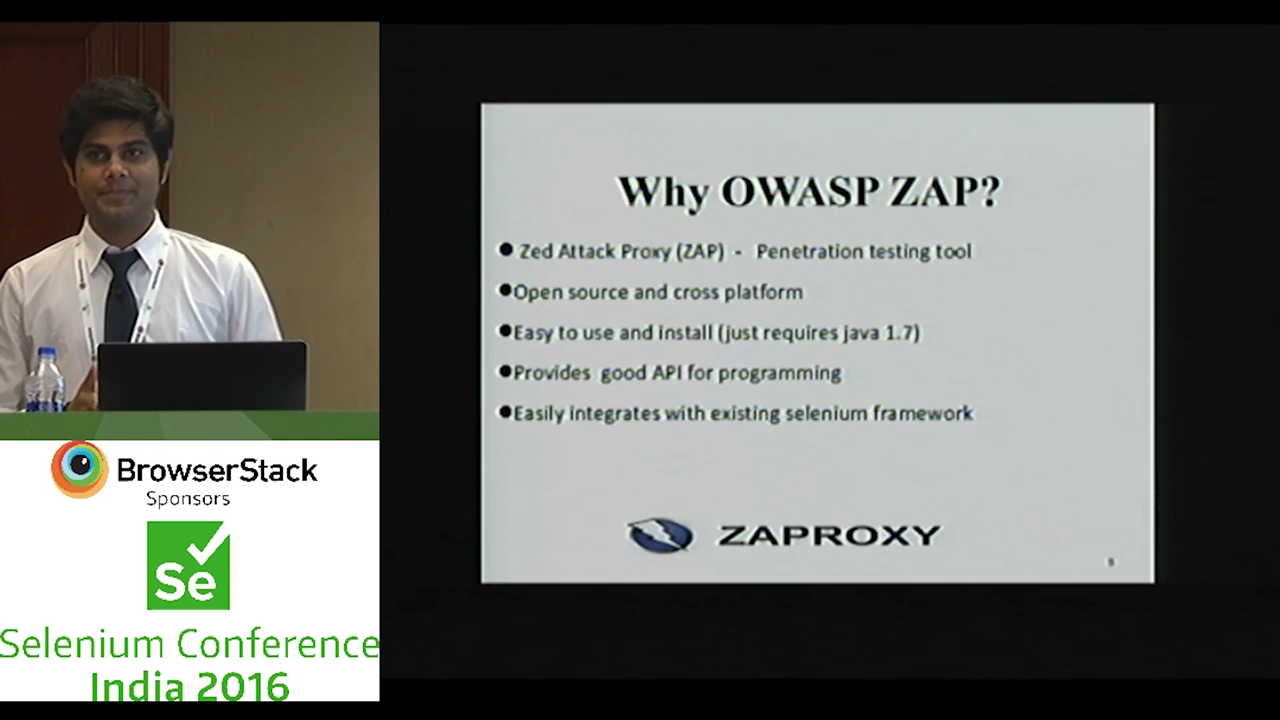 Why OWASP ZAP?
● Zed Attack Proxy (ZAP) - Penetration testing tool
●Open source and cross platform
●Easy to use and install (just requires java 1.7)
●Provides good API for programming
●Easily integrates with existing selenium framework
ZAPROXY
9
BrowserStack
Sponsors
Se
Selenium Conference
India 2016